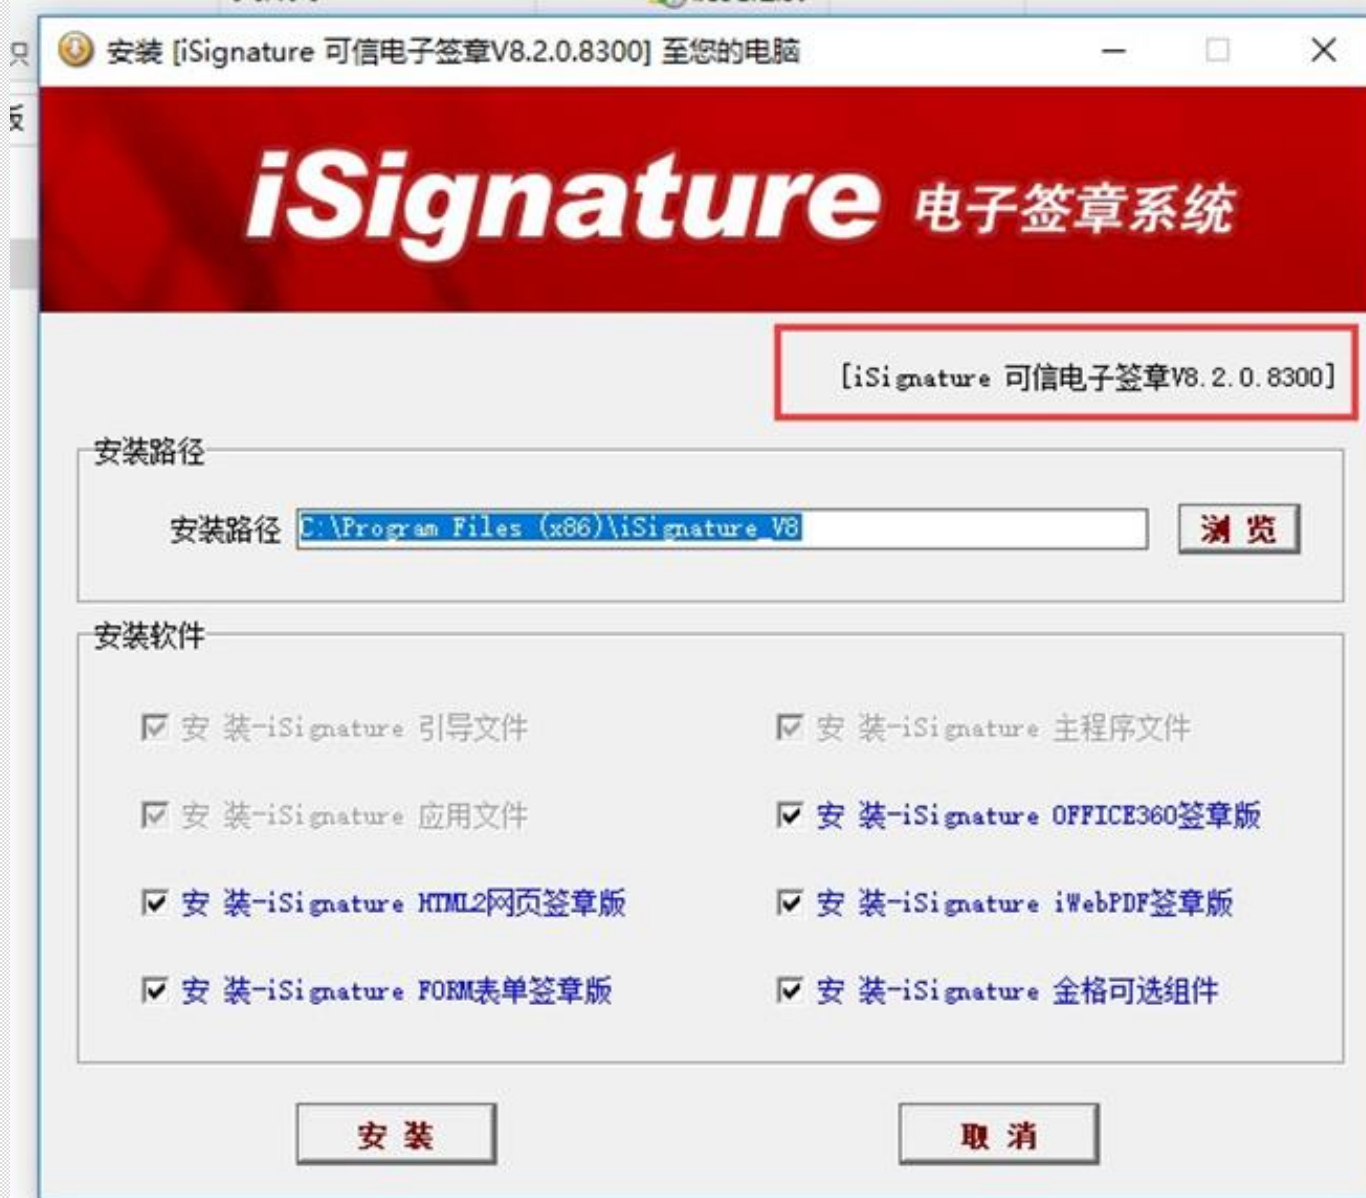 安装 [iSignature 可信电子签章V8.2.0.8300] 至您的电脑
只
版
iSignature 电子签章系统
[iSignature 可信电子签章V8.2.0.8300]
安装路径
安装路径 C:\Program Files (x86)\iSignature_V8 浏 览
安装软件
安 装-iSignature 引导文件 安 装-iSignature 主程序文件
安 装-iSignature 应用文件 安 装-iSignature OFFICE360签章版
安 装-iSignature HTML2网页签章版 安 装-iSignature iWebPDF签章版
安 装-iSignature FORM表单签章版 安 装-iSignature 金格可选组件
安 装 取 消